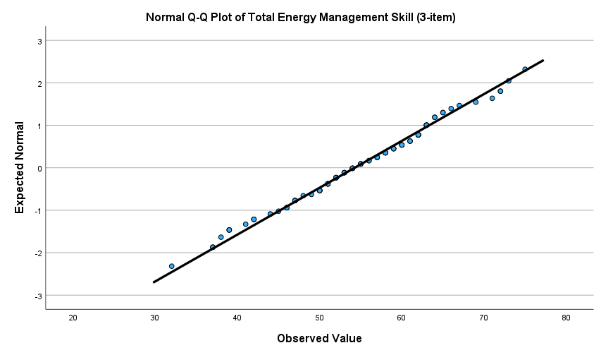 Normal Q-Q Plot of Total Energy Management Skill (3-item)
3
2
1
0
-1
-2
-3
Expected Normal
20 30 40 50 60 70 80
Observed Value